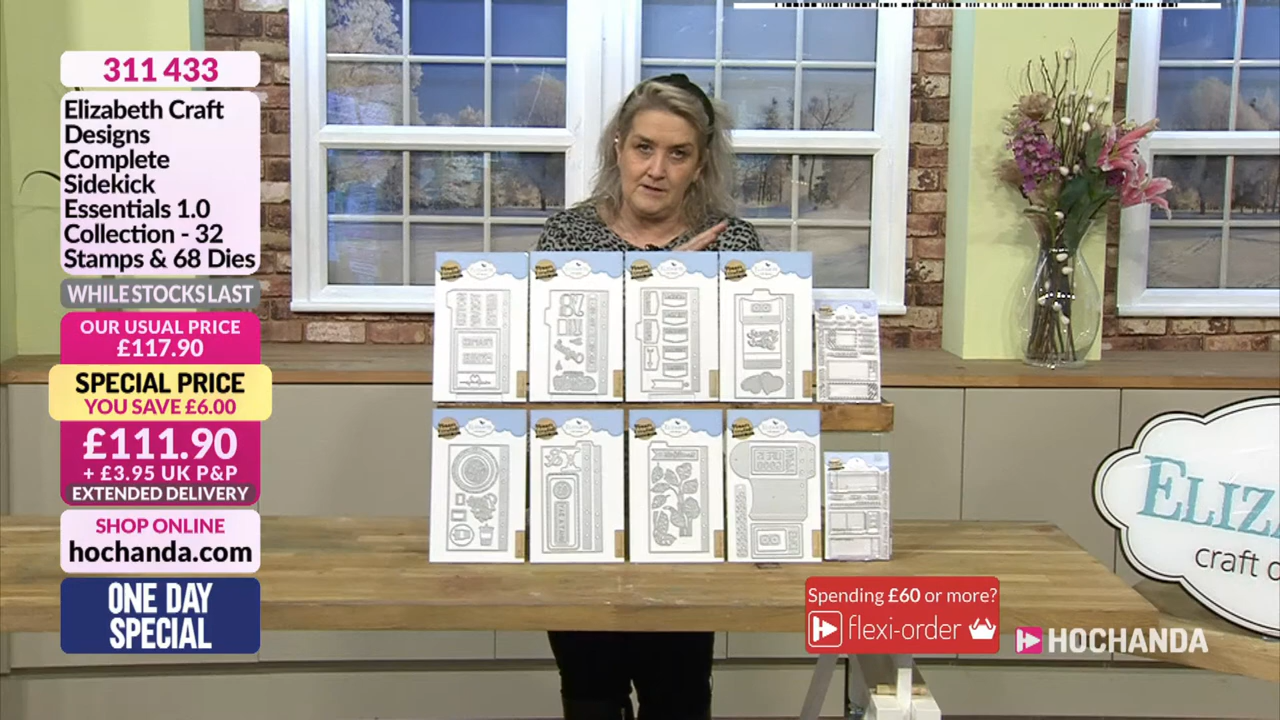 311 433
Elizabeth Craft
Designs
Complete
Sidekick
Essentials 1.0
Collection - 32
Stamps & 68 Dies
WHILE STOCKS LAST
OUR USUAL PRICE
£117.90
SPECIAL PRICE
YOU SAVE £6.00
£111.90
+ £3.95 UK P&P
EXTENDED DELIVERY
SHOP ONLINE
hochanda.com
ONE DAY
SPECIAL
ELIZ
craft d
Spending £60 or more?
flexi-order
HOCHANDA